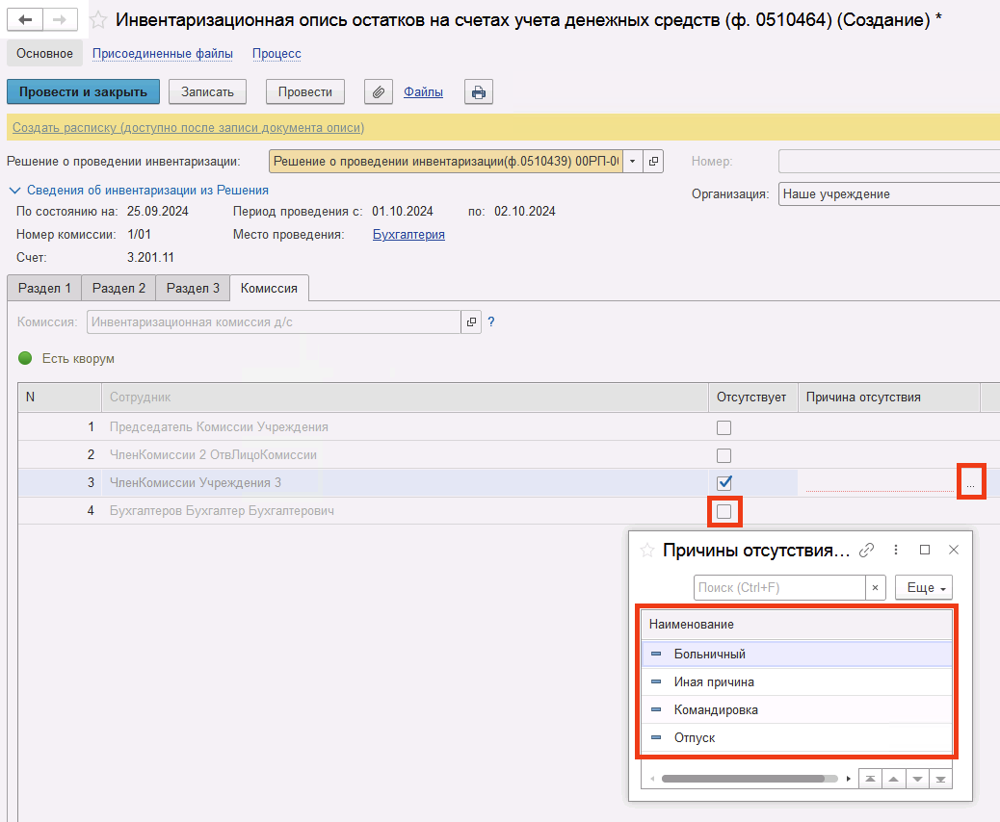 Инвентаризационная опись остатков на счетах учета денежных средств (ф. 0510464) (Создание) *
Основное Присоединенные файлы Процесс
Провести и закрыть Записать Провести Файлы
Создать расписку (доступно после записи документа описи)
Решение о проведении инвентаризации: Решение о проведении инвентаризации(ф.0510439) 00РП-0 Номер:
Сведения об инвентаризации из Решения Организация: Наше учреждение
По состоянию на: 25.09.2024 Период проведения с: 01.10.2024 по: 02.10.2024
Номер комиссии: 1/01 Место проведения: Бухгалтерия
Счет: 3.201.11
Раздел 1 Раздел 2 Раздел 3 Комиссия
Комиссия: Инвентаризационная комиссия д/с ?
Есть кворум
N Сотрудник Отсутствует Причина отсутствия
1 Председатель Комиссии Учреждения
2 ЧленКомиссии 2 ОтвЛицоКомиссии
3 ЧленКомиссии Учреждения 3 ...
4 Бухгалтеров Бухгалтер Бухгалтерович
Причины отсутствия...
Поиск (Ctrl+F) × Еще
Наименование
Больничный
Иная причина
Командировка
Отпуск